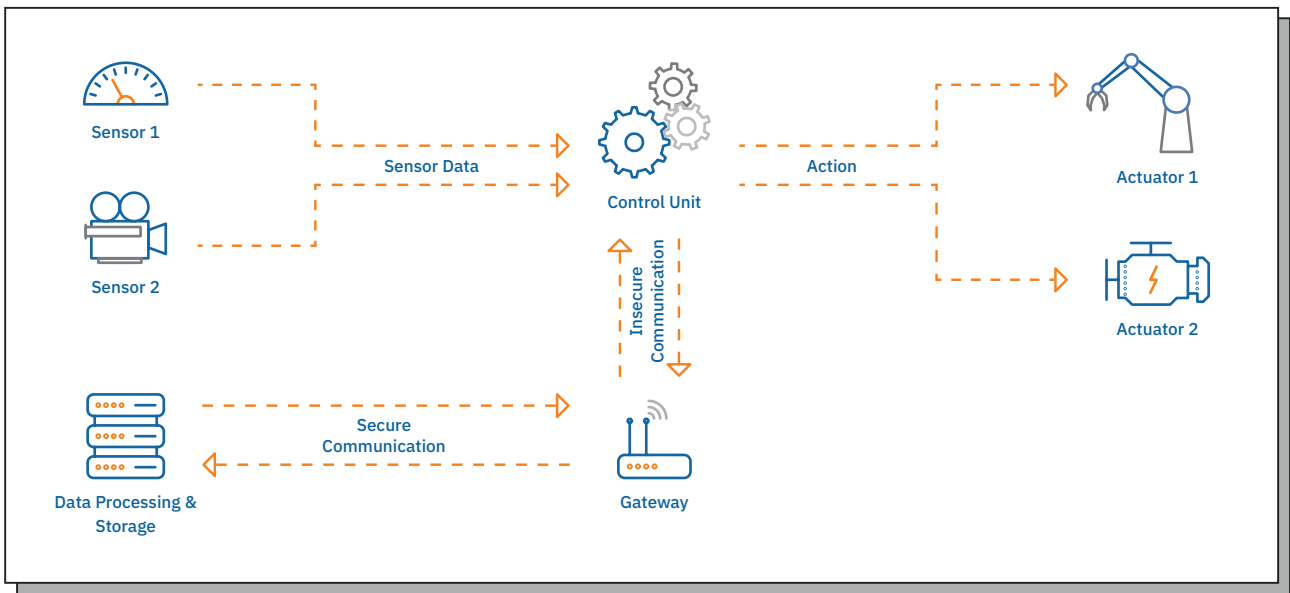 Sensor 1
Sensor Data
Control Unit
Action
Actuator 1
Sensor 2
Insecure
Communication
Actuator 2
Secure
Communication
Data Processing &
Storage
Gateway